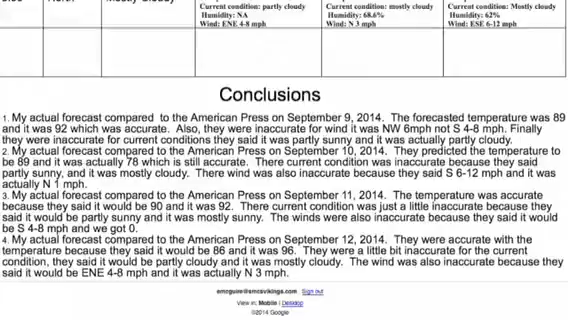 Current condition: partly cloudy Current condition: mostly cloudy Current condition: Mostly cloudy
Humidity: NA Humidity: 68.6% Humidity: 62%
Wind: ENE 4-8 mph Wind: N 3 mph Wind: ESE 6-12 mph
Conclusions
1. My actual forecast compared to the American Press on September 9, 2014. The forecasted temperature was 89
and it was 92 which was accurate. Also, they were inaccurate for wind it was NW 6mph not S 4-8 mph. Finally
they were inaccurate for current conditions they said it was partly sunny and it was actually partly cloudy.
2. My actual forecast compared to the American Press on September 10, 2014. They predicted the temperature to
be 89 and it was actually 78 which is still accurate. There current condition was inaccurate because they said
partly sunny, and it was mostly cloudy. There wind was also inaccurate because they said S 6-12 mph and it was
actually N 1 mph.
3. My actual forecast compared to the American Press on September 11, 2014. The temperature was accurate
because they said it would be 90 and it was 92. There current condition was just a little inaccurate because they
said it would be partly sunny and it was mostly sunny. The winds were also inaccurate because they said it would
be S 4-8 mph and we got 0.
4. My actual forecast compared to the American Press on September 12, 2014. They were accurate with the
temperature because they said it would be 86 and it was 96. They were a little bit inaccurate for the current
condition, they said it would be partly cloudy and it was mostly cloudy. The wind was also inaccurate because they
said it would be ENE 4-8 mph and it was actually N 3 mph.
emcguire@smcsvikings.com Sign out
View in: Mobile | Desktop
©2014 Google